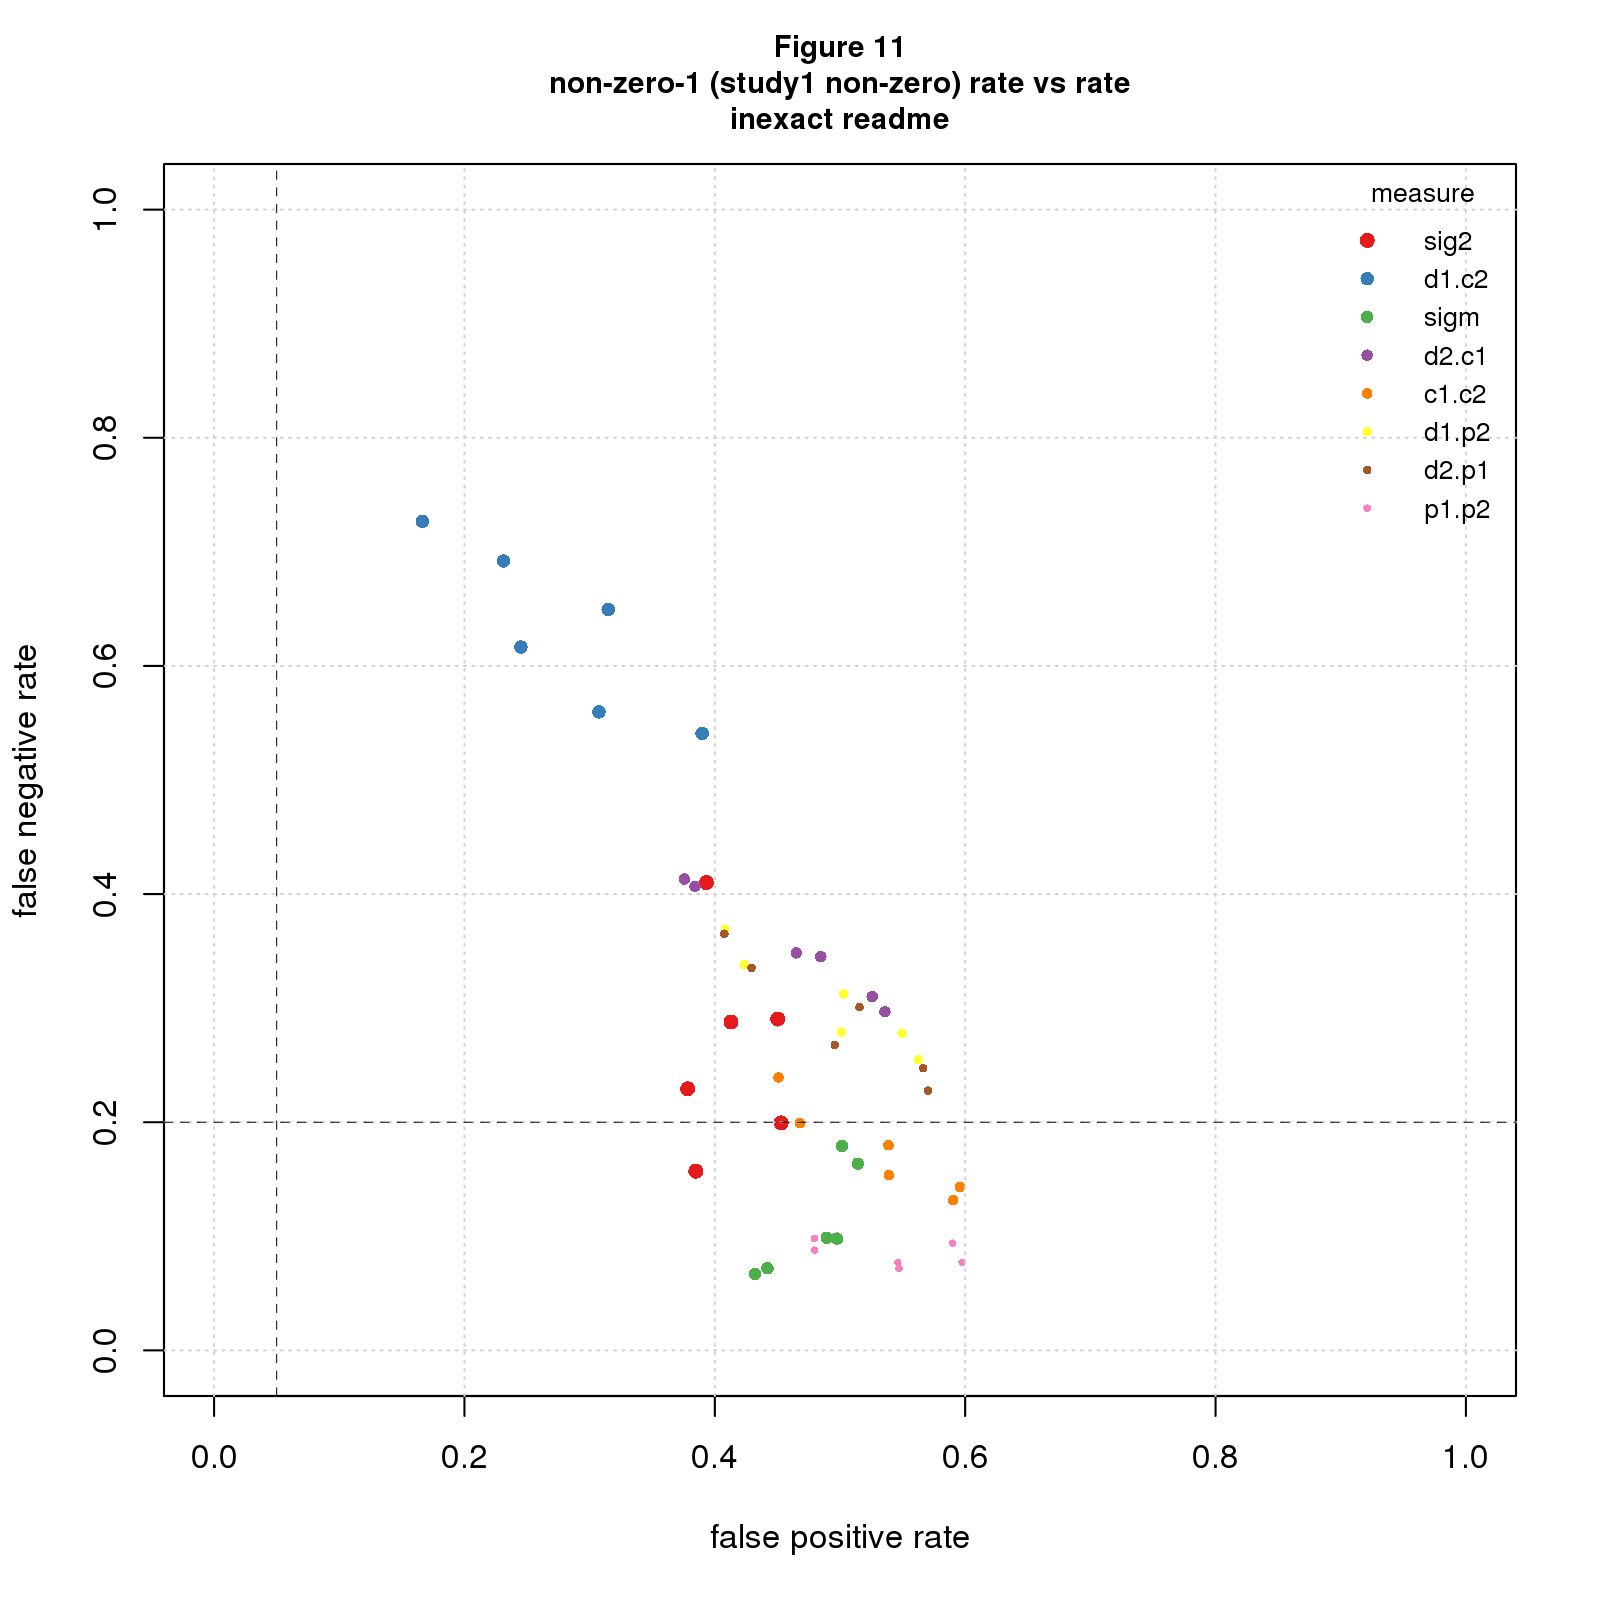 Figure 11
non-zero-1 (study1 non-zero) rate vs rate
inexact readme
measure
sig2
d1.c2
sigm
d2.c1
c1.c2
d1.p2
d2.p1
p1.p2
false negative rate
1.0
0.8
0.6
0.4
0.2
0.0
0.0 0.2 0.4 0.6 0.8 1.0
false positive rate